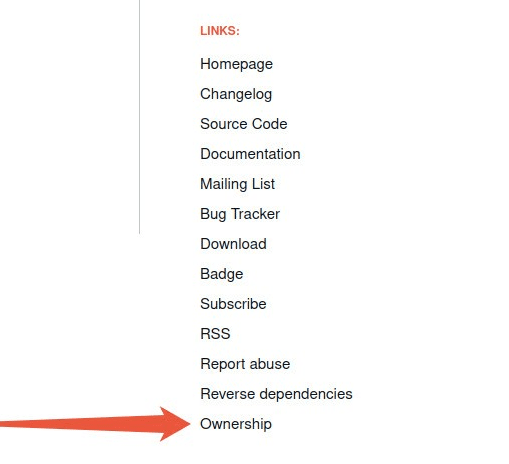 LINKS:
Homepage
Changelog
Source Code
Documentation
Mailing List
Bug Tracker
Download
Badge
Subscribe
RSS
Report abuse
Reverse dependencies
Ownership